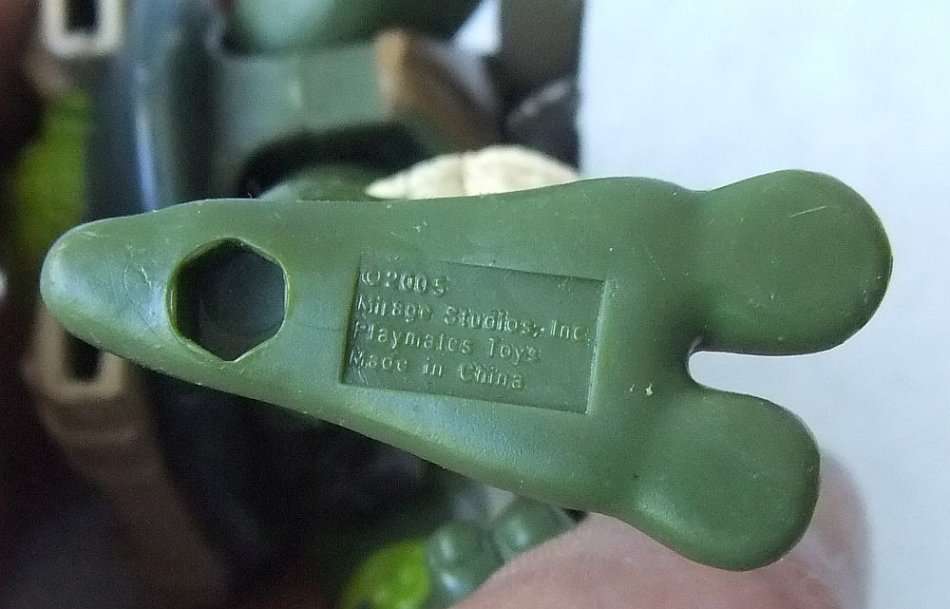 ©2005
Mirage Studios, Inc.
Playmates Toys
Made in China